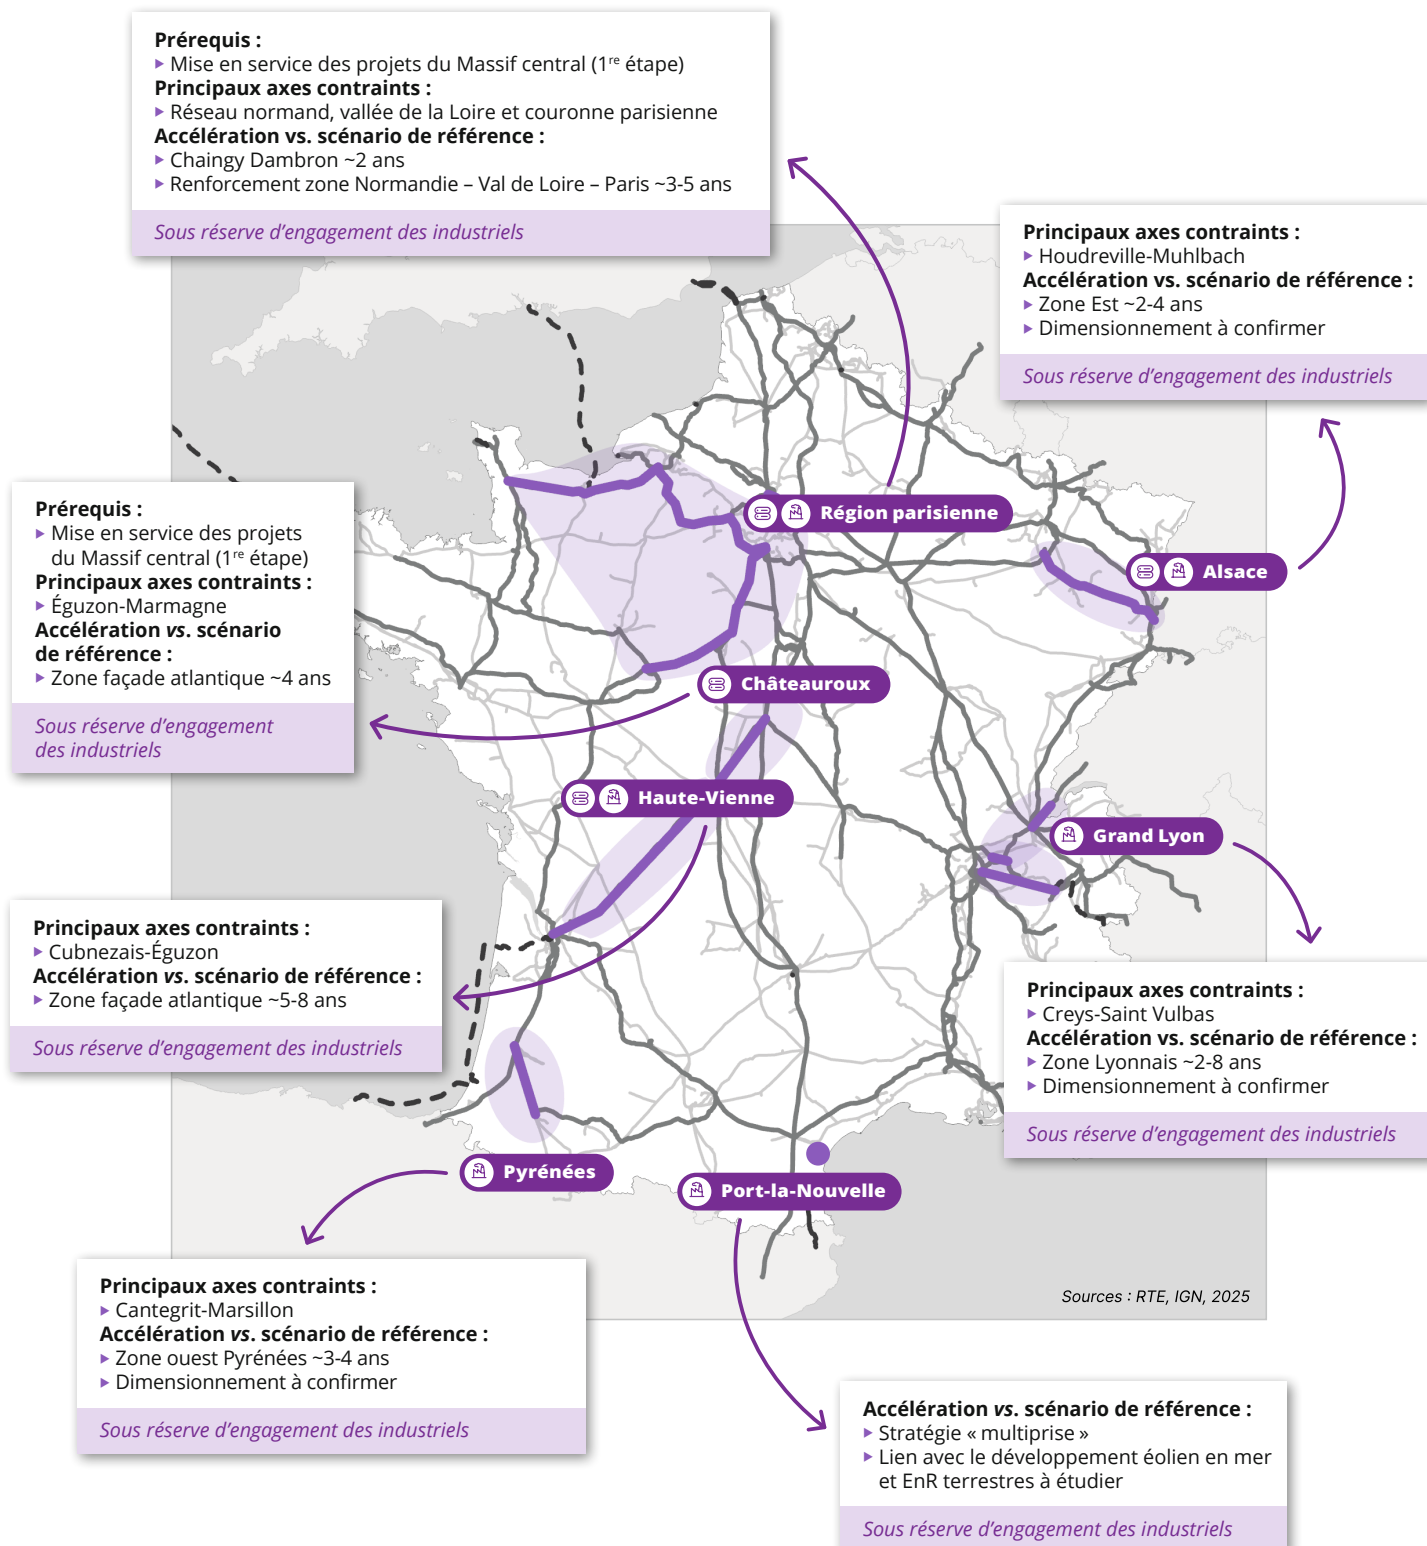 Prérequis :
▸ Mise en service des projets du Massif central (1re étape)
Principaux axes contraints :
▸ Réseau normand, vallée de la Loire et couronne parisienne
Accélération vs. scénario de référence :
▸ Chaingy Dambron ~2 ans
▸ Renforcement zone Normandie – Val de Loire – Paris ~3-5 ans
Sous réserve d'engagement des industriels
Principaux axes contraints :
▸ Houdreville-Muhlbach
Accélération vs. scénario de référence :
▸ Zone Est ~2-4 ans
▸ Dimensionnement à confirmer
Sous réserve d'engagement des industriels
Prérequis :
▸ Mise en service des projets
du Massif central (1re étape)
Principaux axes contraints :
▸ Éguzon-Marmagne
Accélération vs. scénario
de référence :
▸ Zone façade atlantique ~4 ans
Sous réserve d'engagement
des industriels
Région parisienne
Alsace
Châteauroux
Haute-Vienne
Grand Lyon
Principaux axes contraints :
▸ Cubnezais-Éguzon
Accélération vs. scénario de référence :
▸ Zone façade atlantique ~5-8 ans
Sous réserve d'engagement des industriels
Principaux axes contraints :
▸ Creys-Saint Vulbas
Accélération vs. scénario de référence :
▸ Zone Lyonnais ~2-8 ans
▸ Dimensionnement à confirmer
Sous réserve d'engagement des industriels
Pyrénées
Port-la-Nouvelle
Principaux axes contraints :
▸ Cantegrit-Marsillon
Accélération vs. scénario de référence :
▸ Zone ouest Pyrénées ~3-4 ans
▸ Dimensionnement à confirmer
Sous réserve d'engagement des industriels
Sources : RTE, IGN, 2025
Accélération vs. scénario de référence :
▸ Stratégie « multiprise »
▸ Lien avec le développement éolien en mer
et EnR terrestres à étudier
Sous réserve d'engagement des industriels